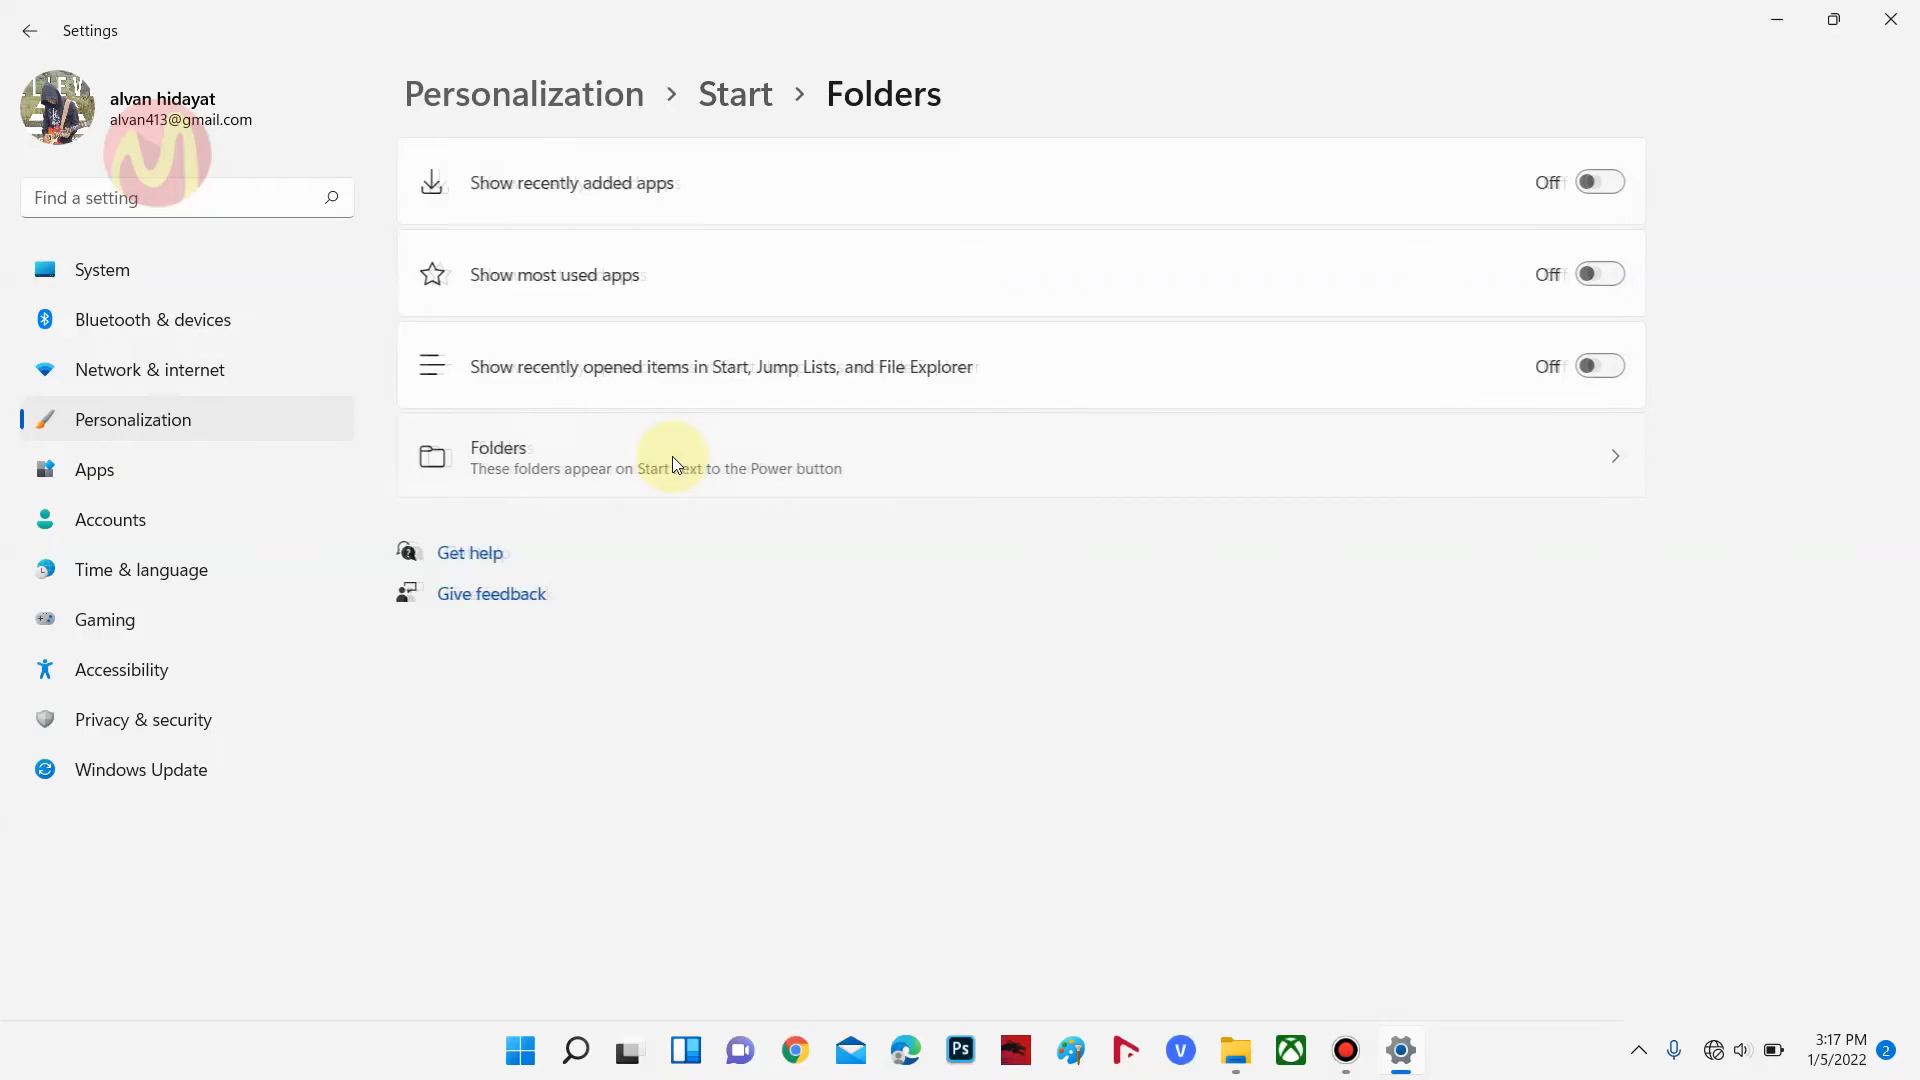 Settings
alvan hidayat
alvan413@gmail.com
Find a setting
System
Bluetooth & devices
Network & internet
Personalization
Apps
Accounts
Time & language
Gaming
Accessibility
Privacy & security
Windows Update
Personalization > Start > Folders
Show recently added apps
Off
Show most used apps
Off
Show recently opened items in Start, Jump Lists, and File Explorer
Off
Folders
These folders appear on Start next to the Power button
Get help
Give feedback
Ps
V
3:17 PM
1/5/2022
2